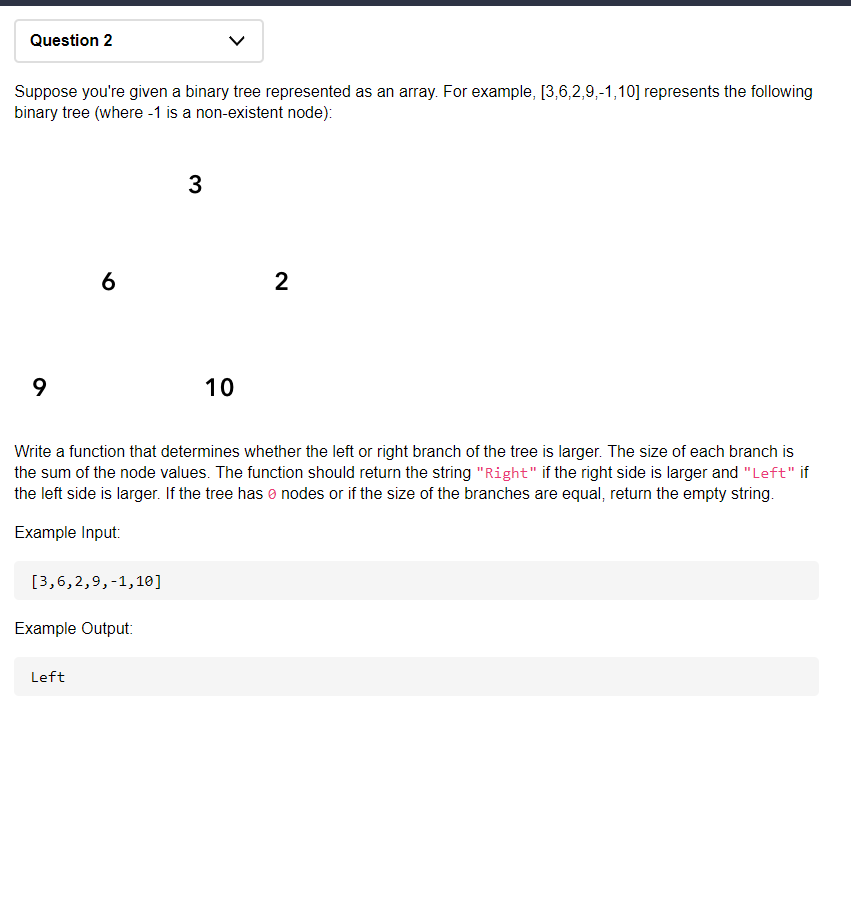 Question 2
Suppose you're given a binary tree represented as an array. For example, [3,6,2,9,-1,10] represents the following
binary tree (where -1 is a non-existent node):
3
6 2
9 10
Write a function that determines whether the left or right branch of the tree is larger. The size of each branch is
the sum of the node values. The function should return the string "Right" if the right side is larger and "Left" if
the left side is larger. If the tree has 0 nodes or if the size of the branches are equal, return the empty string.
Example Input:
[3,6,2,9,-1,10]
Example Output:
Left